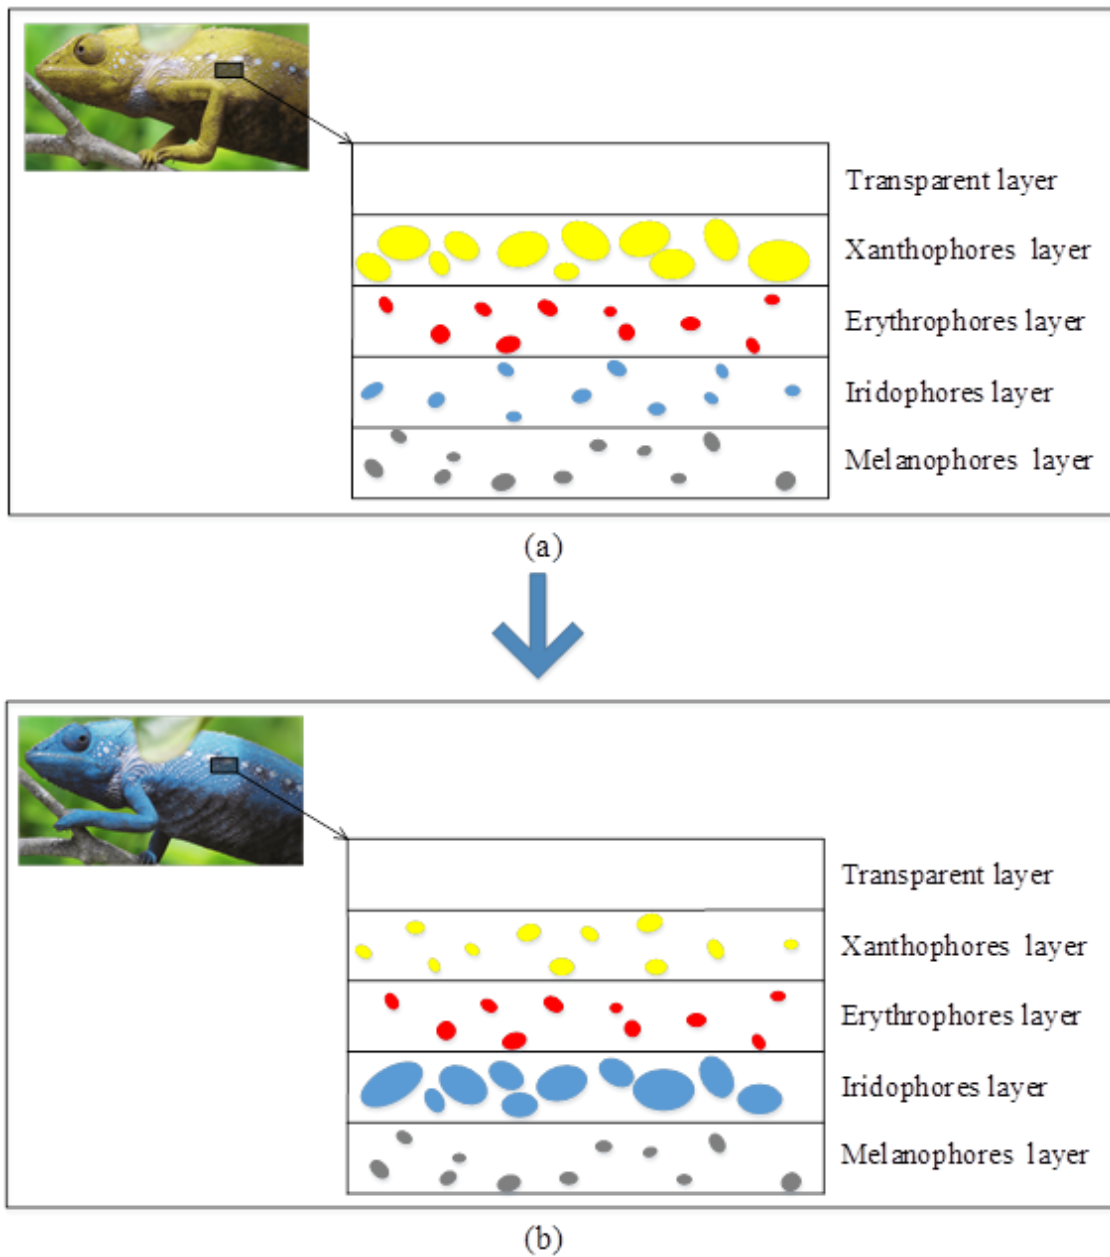 Transparent layer
Xanthophores layer
Erythrophores layer
Iridophores layer
Melanophores layer
(a)
Transparent layer
Xanthophores layer
Erythrophores layer
Iridophores layer
Melanophores layer
(b)